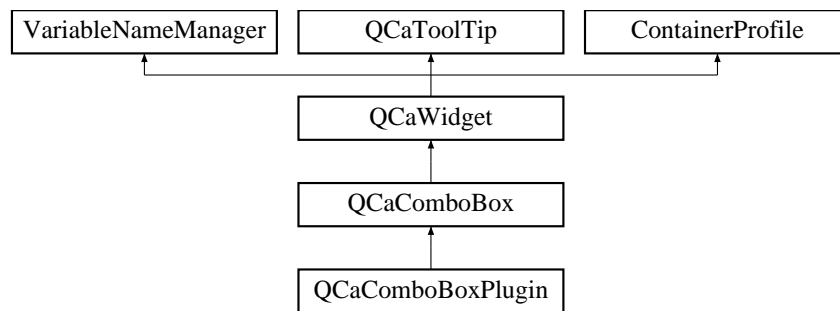 VariableNameManager QCaToolTip ContainerProfile
QCaWidget
QCaComboBox
QCaComboBoxPlugin